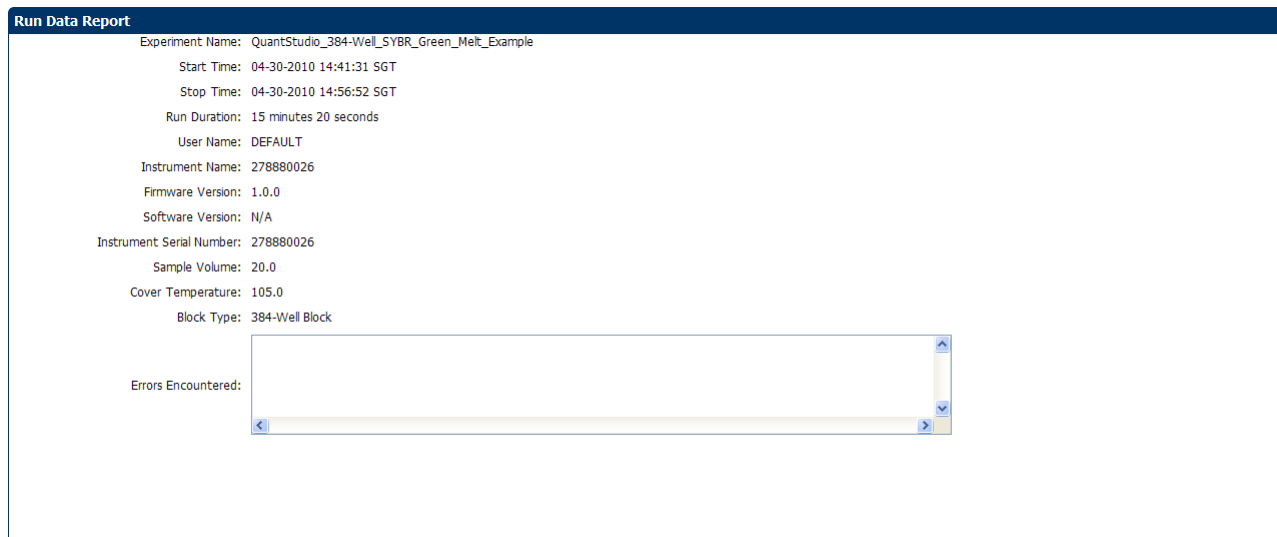 Run Data Report
Experiment Name: QuantStudio_384-Well_SYBR_Green_Melt_Example
Start Time: 04-30-2010 14:41:31 SGT
Stop Time: 04-30-2010 14:56:52 SGT
Run Duration: 15 minutes 20 seconds
User Name: DEFAULT
Instrument Name: 278880026
Firmware Version: 1.0.0
Software Version: N/A
Instrument Serial Number: 278880026
Sample Volume: 20.0
Cover Temperature: 105.0
Block Type: 384-Well Block
Errors Encountered: